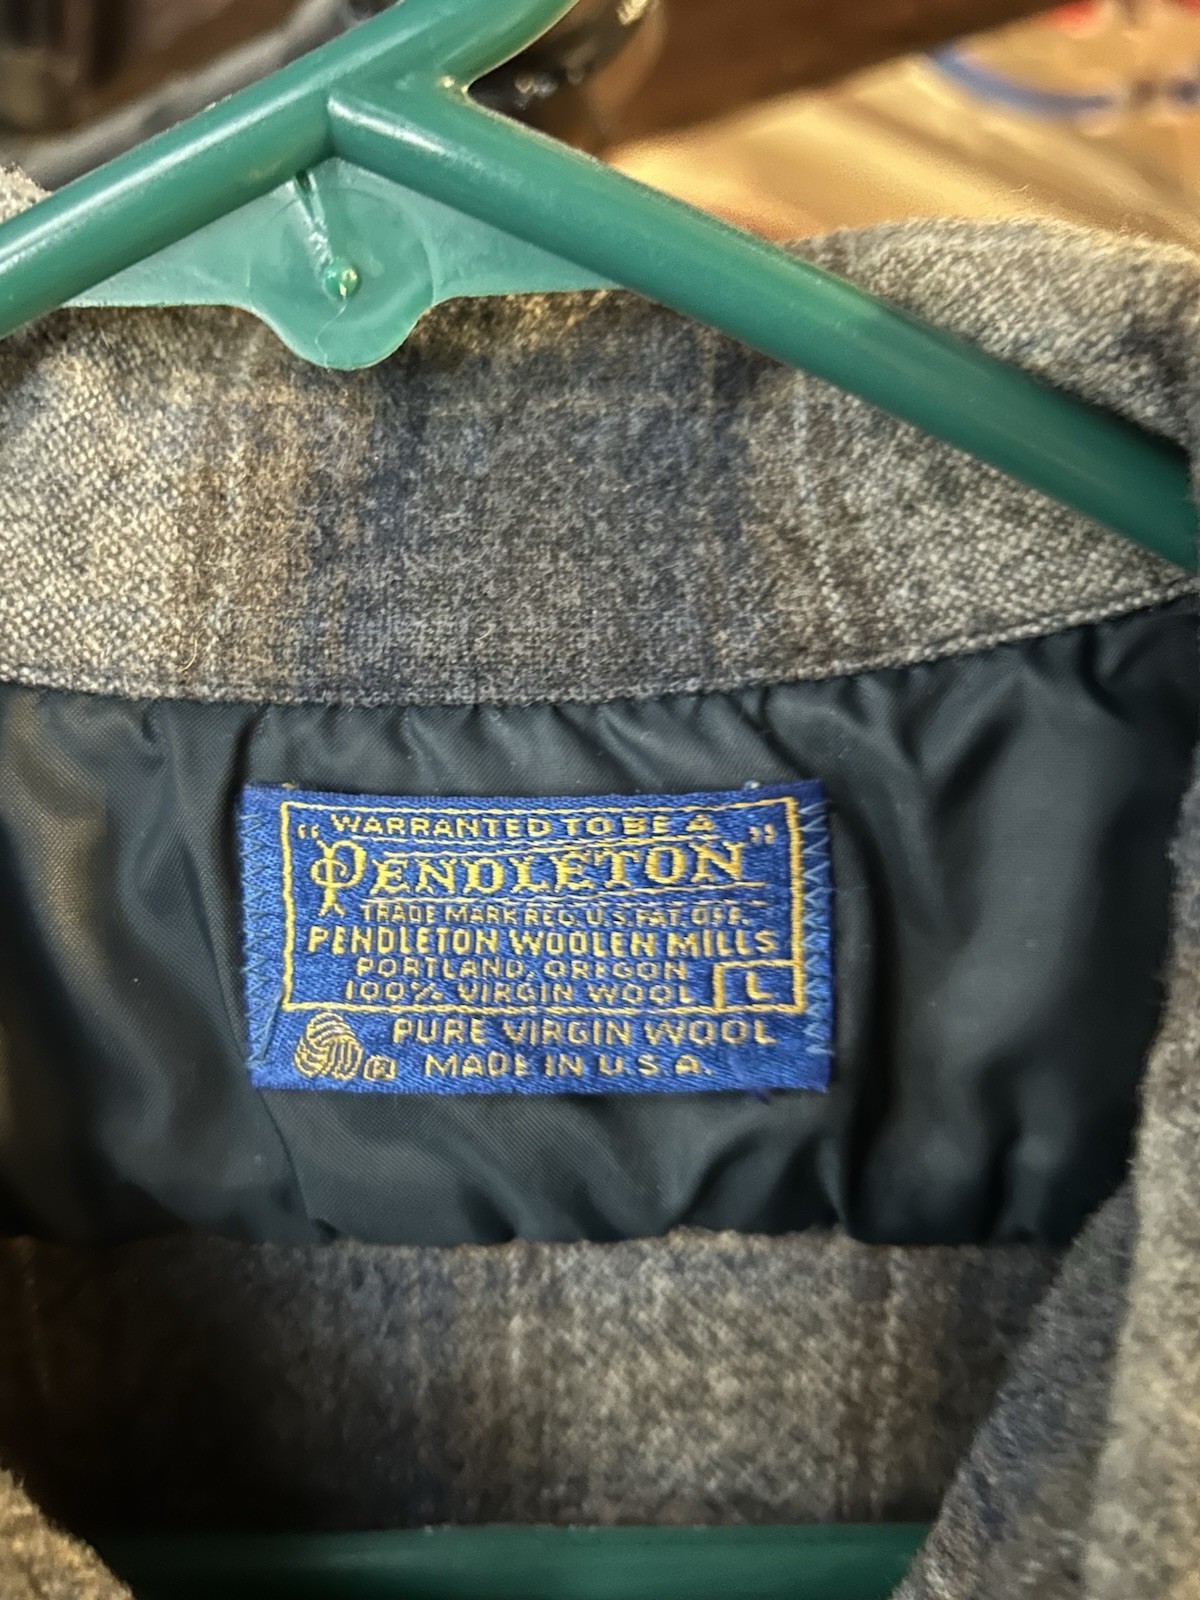 "WARRANTED TO BE A
PENDLETON"
TRADE MARK REG. U.S. PAT. OFF.
PENDLETON WOOLEN MILLS
PORTLAND, OREGON
100% VIRGIN WOOL L
PURE VIRGIN WOOL
® MADE IN U.S.A.